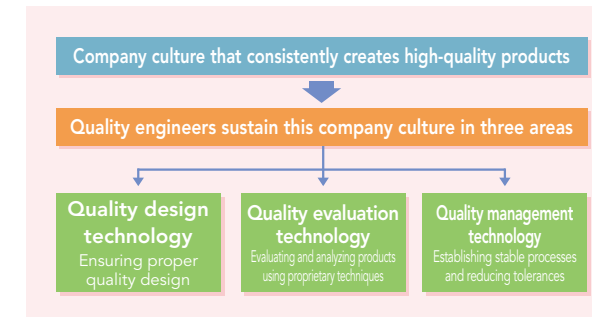 Company culture that consistently creates high-quality products
Quality engineers sustain this company culture in three areas
Quality design
technology
Ensuring proper
quality design
Quality evaluation
technology
Evaluating and analyzing products
using proprietary techniques
Quality management
technology
Establishing stable processes
and reducing tolerances